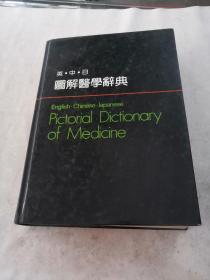 英·中·日
圖解醫學辭典
English-Chinese-Japanese
Pictorial Dictionary
of Medicine